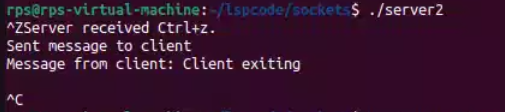 rps@rps-virtual-machine:~/lspcode/sockets$ ./server2
^ZServer received Ctrl+z.
Sent message to client
Message from client: Client exiting
^C